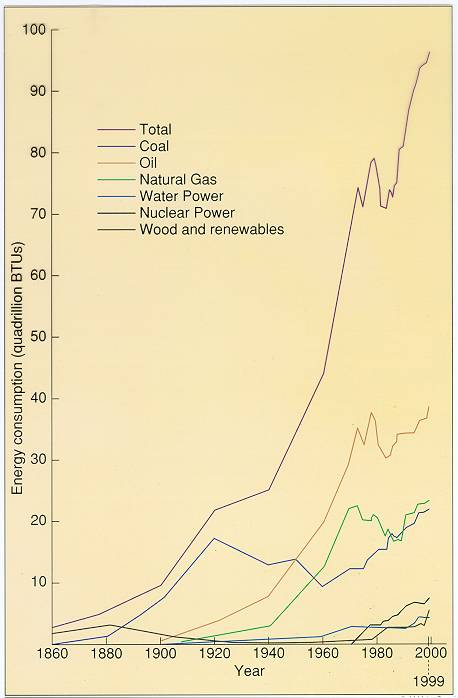 100
90
80
70
60
50
40
30
20
10
Energy consumption (quadrillion BTUs)
Total
Coal
Oil
Natural Gas
Water Power
Nuclear Power
Wood and renewables
1860 1880 1900 1920 1940 1960 1980 2000
Year
1999